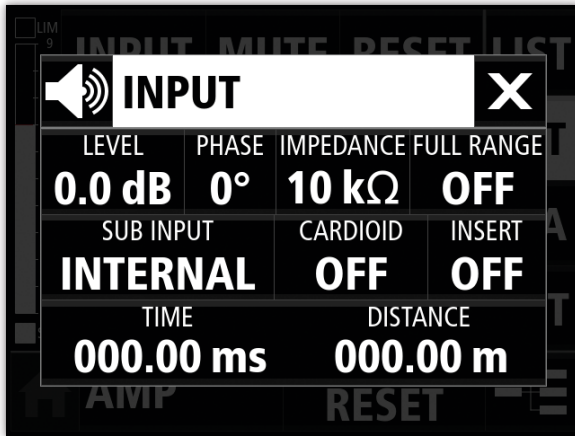 LIM
9
INPUT MUTE RESET LIST
INPUT X
LEVEL PHASE IMPEDANCE FULL RANGE
0.0 dB 0° 10 kΩ OFF
SUB INPUT CARDIOID INSERT
INTERNAL OFF OFF
TIME DISTANCE
000.00 ms 000.00 m
AMP RESET